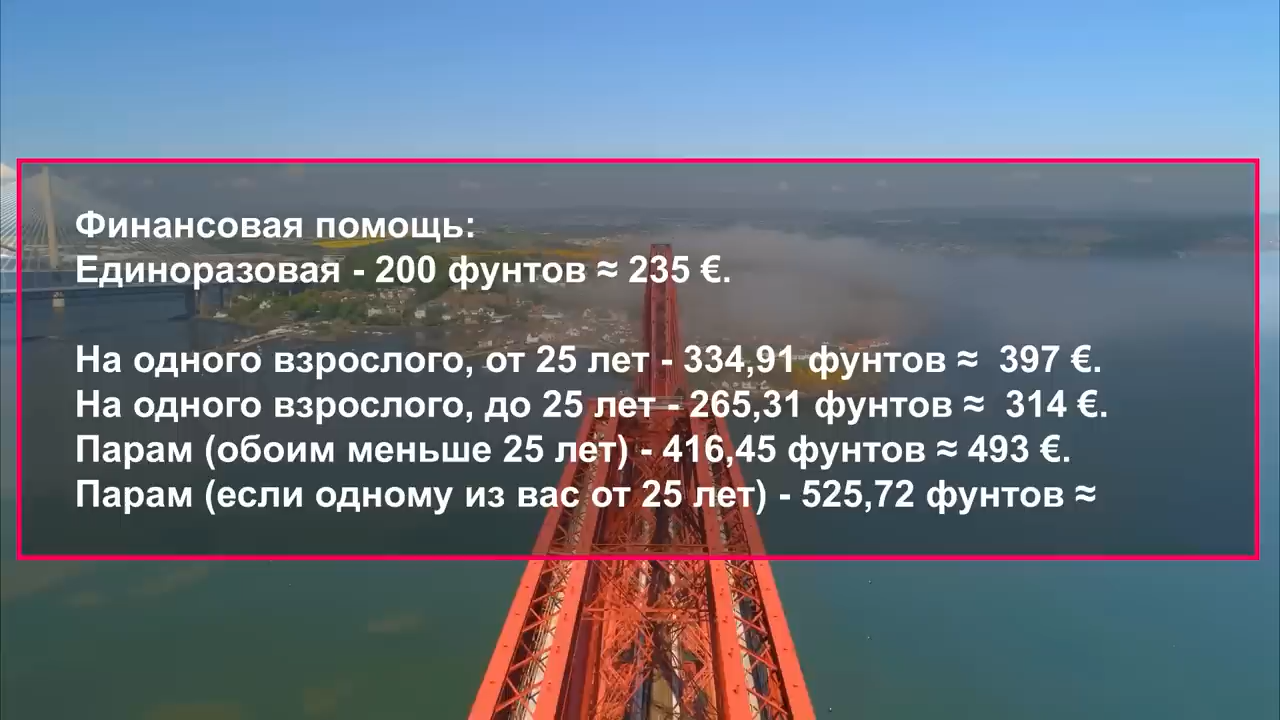 Финансовая помощь:
Единоразовая - 200 фунтов ≈ 235 €.
На одного взрослого, от 25 лет - 334,91 фунтов ≈ 397 €.
На одного взрослого, до 25 лет - 265,31 фунтов ≈ 314 €.
Парам (обоим меньше 25 лет) - 416,45 фунтов ≈ 493 €.
Парам (если одному из вас от 25 лет) - 525,72 фунтов ≈